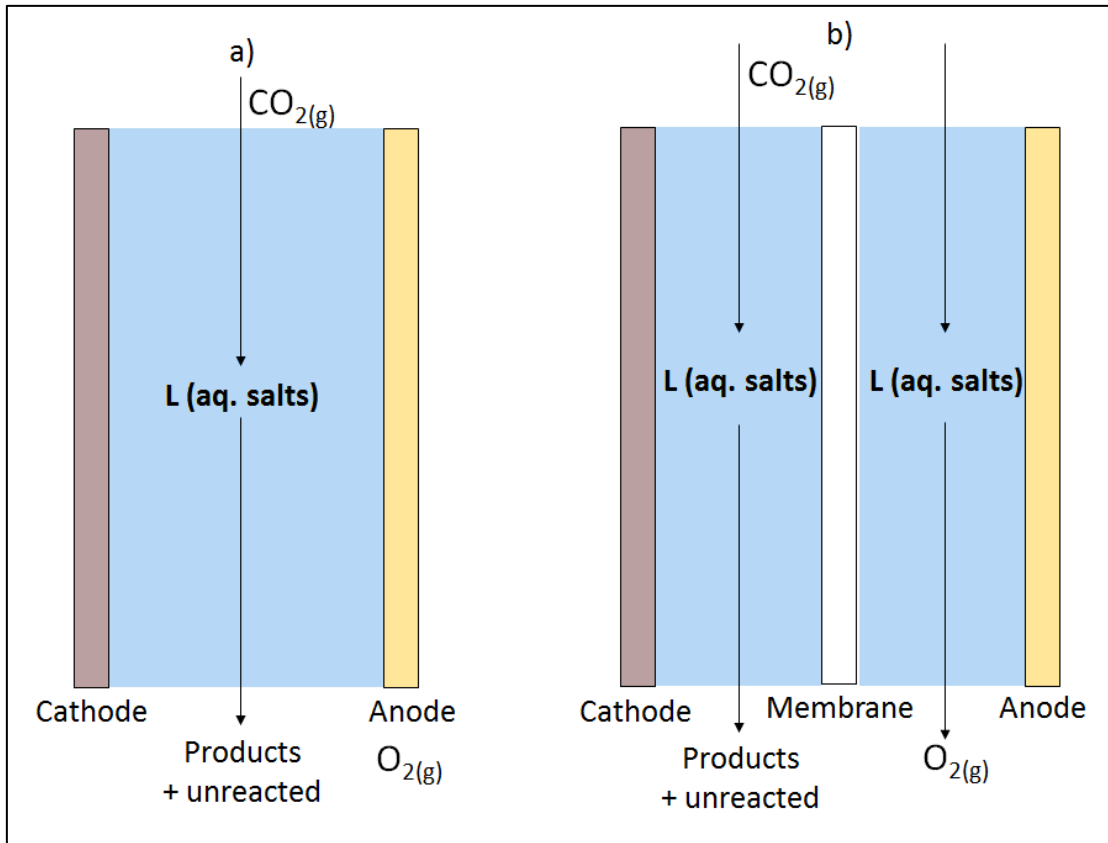 a)
CO2(g)
L (aq. salts)
Cathode
Anode
Products
+ unreacted
O2(g)
b)
CO2(g)
L (aq. salts)
L (aq. salts)
Cathode
Membrane
Anode
Products
+ unreacted
O2(g)